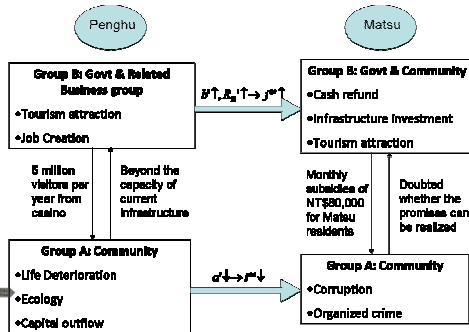 Penghu
Matsu
Group B: Govt & Related
Business group
•Tourism attraction
•Job Creation
Group B: Govt & Community
•Cash refund
•Infrastructure Investment
•Tourism attraction
5 million
visitors per
year from
casino
Beyond the
capacity of
current
Infrastructure
Monthly
subsidies of
NT$80,000
for Matsu
residents
Doubted
whether the
promises can
be realized
Group A: Community
•Life Deterioration
•Ecology
•Capital outflow
Group A: Community
•Corruption
•Organized crime